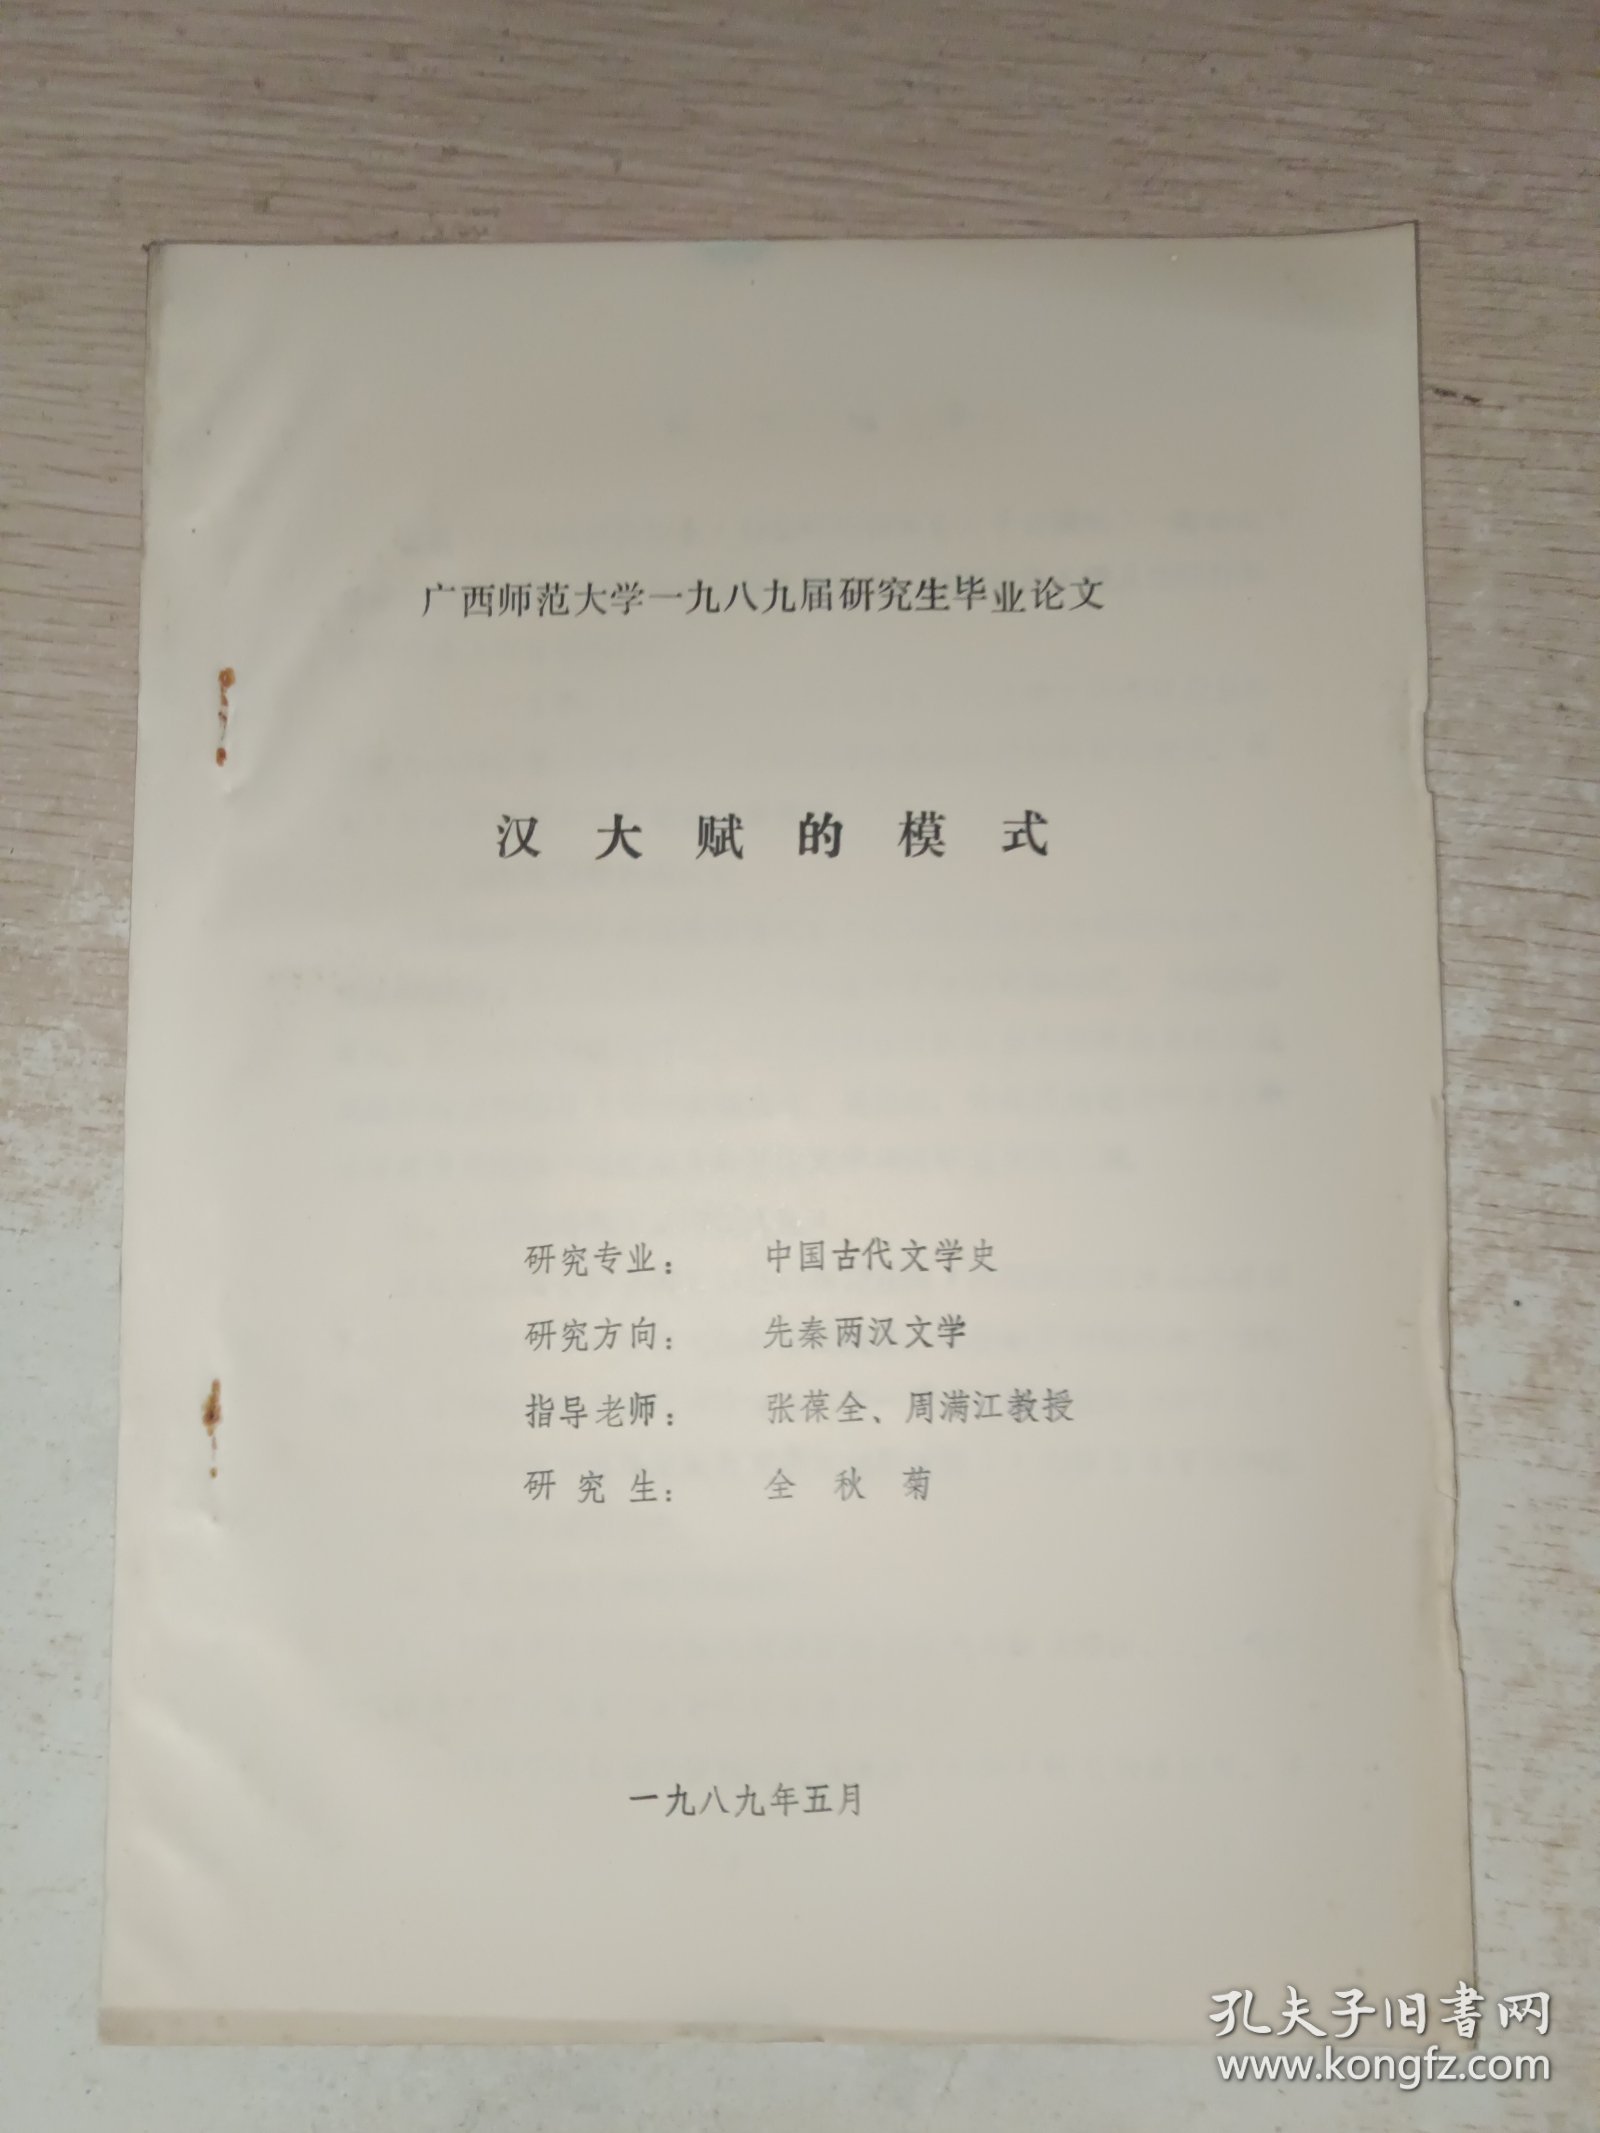 广西师范大学一九八九届研究生毕业论文
汉大赋的模式
研究专业： 中国古代文学史
研究方向： 先秦两汉文学
指导老师： 张葆全、周满江教授
研究生： 全秋菊
一九八九年五月
孔夫子旧书网
www.kongfz.com